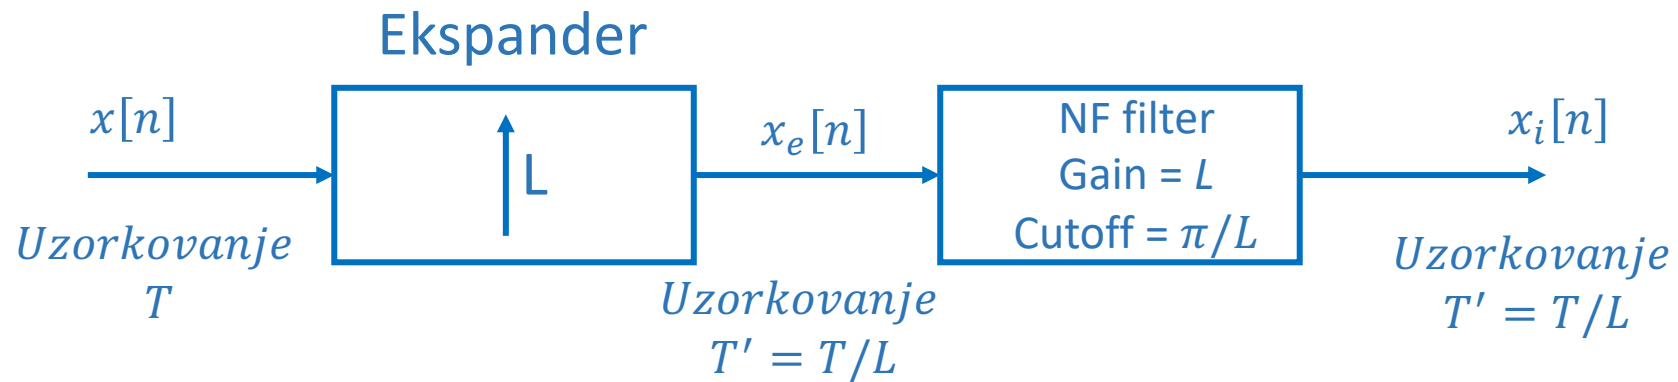 Ekspander
x[n]
Uzorkovanje
T
L
x_e[n]
Uzorkovanje
T′ = T/L
NF filter
Gain = L
Cutoff = π/L
x_i[n]
Uzorkovanje
T′ = T/L